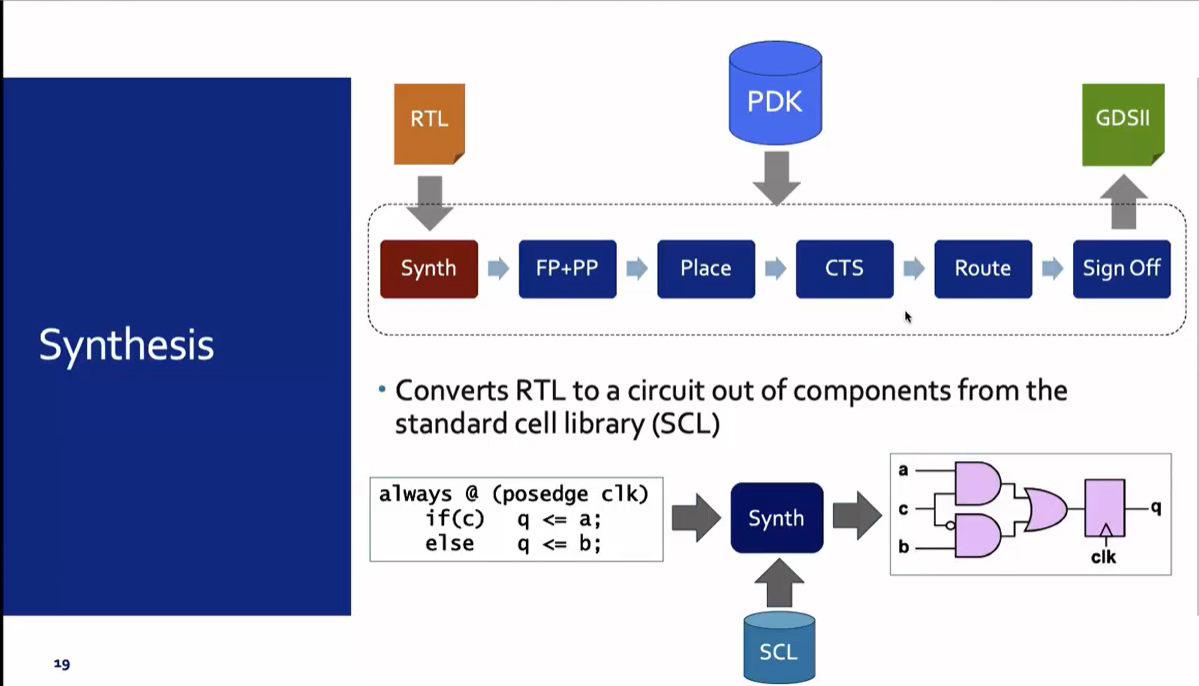 Synthesis
RTL
PDK
GDSII
Synth
FP+PP
Place
CTS
Route
Sign Off
• Converts RTL to a circuit out of components from the
standard cell library (SCL)
always @ (posedge clk)
if(c) q <= a;
else q <= b;
Synth
SCL
a
c
b
q
clk
19